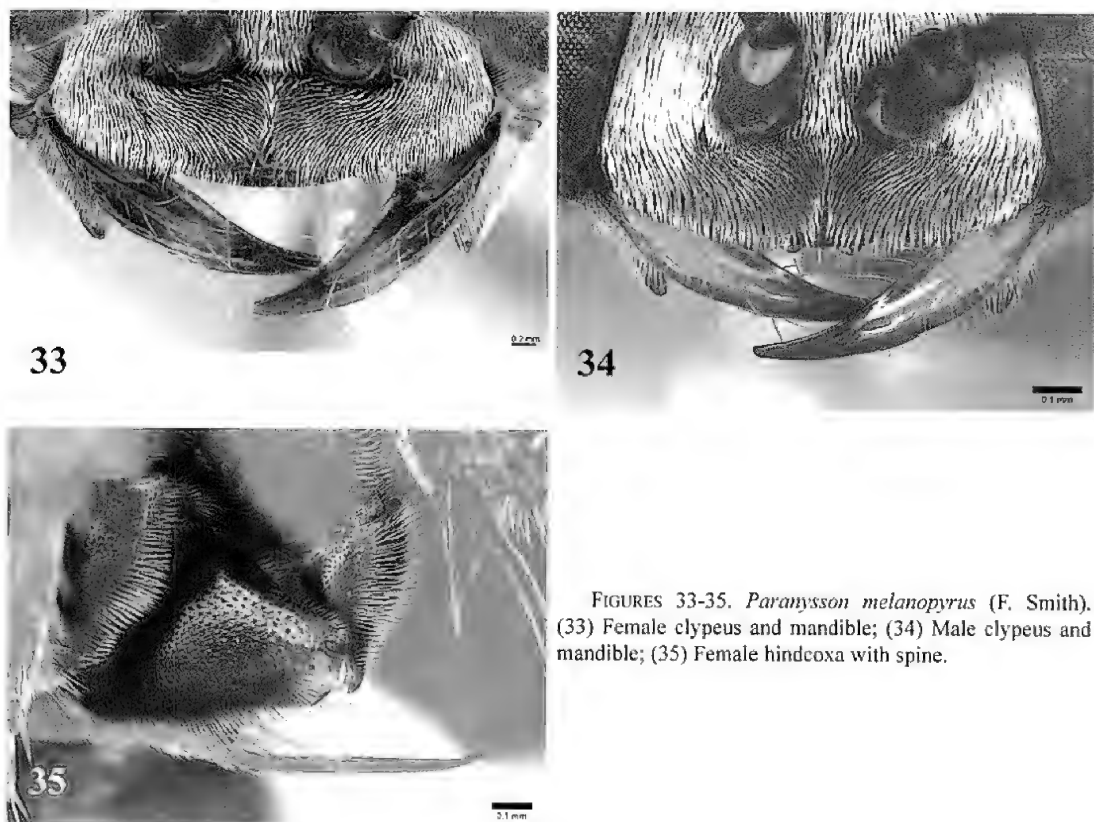 33
0.2 mm
34
0.1 mm
35
0.1 mm
FIGURES 33-35. Paranysson melanopyrus (F. Smith).
(33) Female clypeus and mandible; (34) Male clypeus and
mandible; (35) Female hindcoxa with spine.